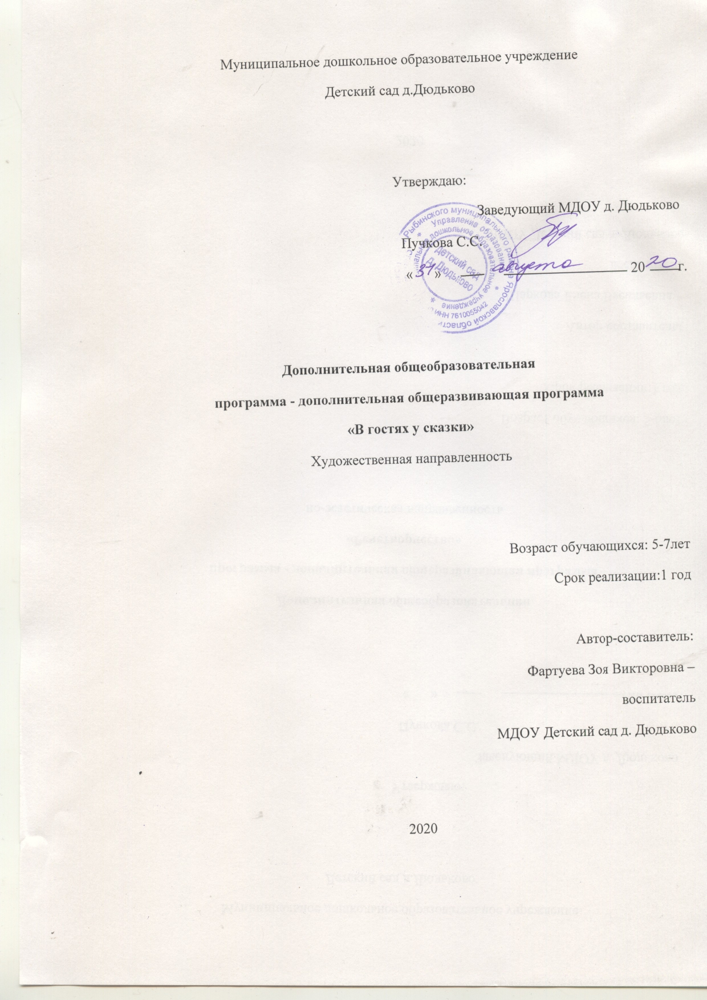 Муниципальное дошкольное образовательное учреждение
Детский сад д.Дюдьково
Утверждаю:
Заведующий МДОУ д. Дюдьково
Пучкова С.С.
« 31 » августа 2020 г.
Рыбинского муниципального района Ярославской област
Управление образования
дошкольное образовательное учреждение
Детский сад
д. Дюдьково
ИНН 7610055042
Дополнительная общеобразовательная
программа - дополнительная общеразвивающая программа
«В гостях у сказки»
Художественная направленность
Возраст обучающихся: 5-7лет
Срок реализации:1 год
Автор-составитель:
Фартуева Зоя Викторовна –
воспитатель
МДОУ Детский сад д. Дюдьково
2020